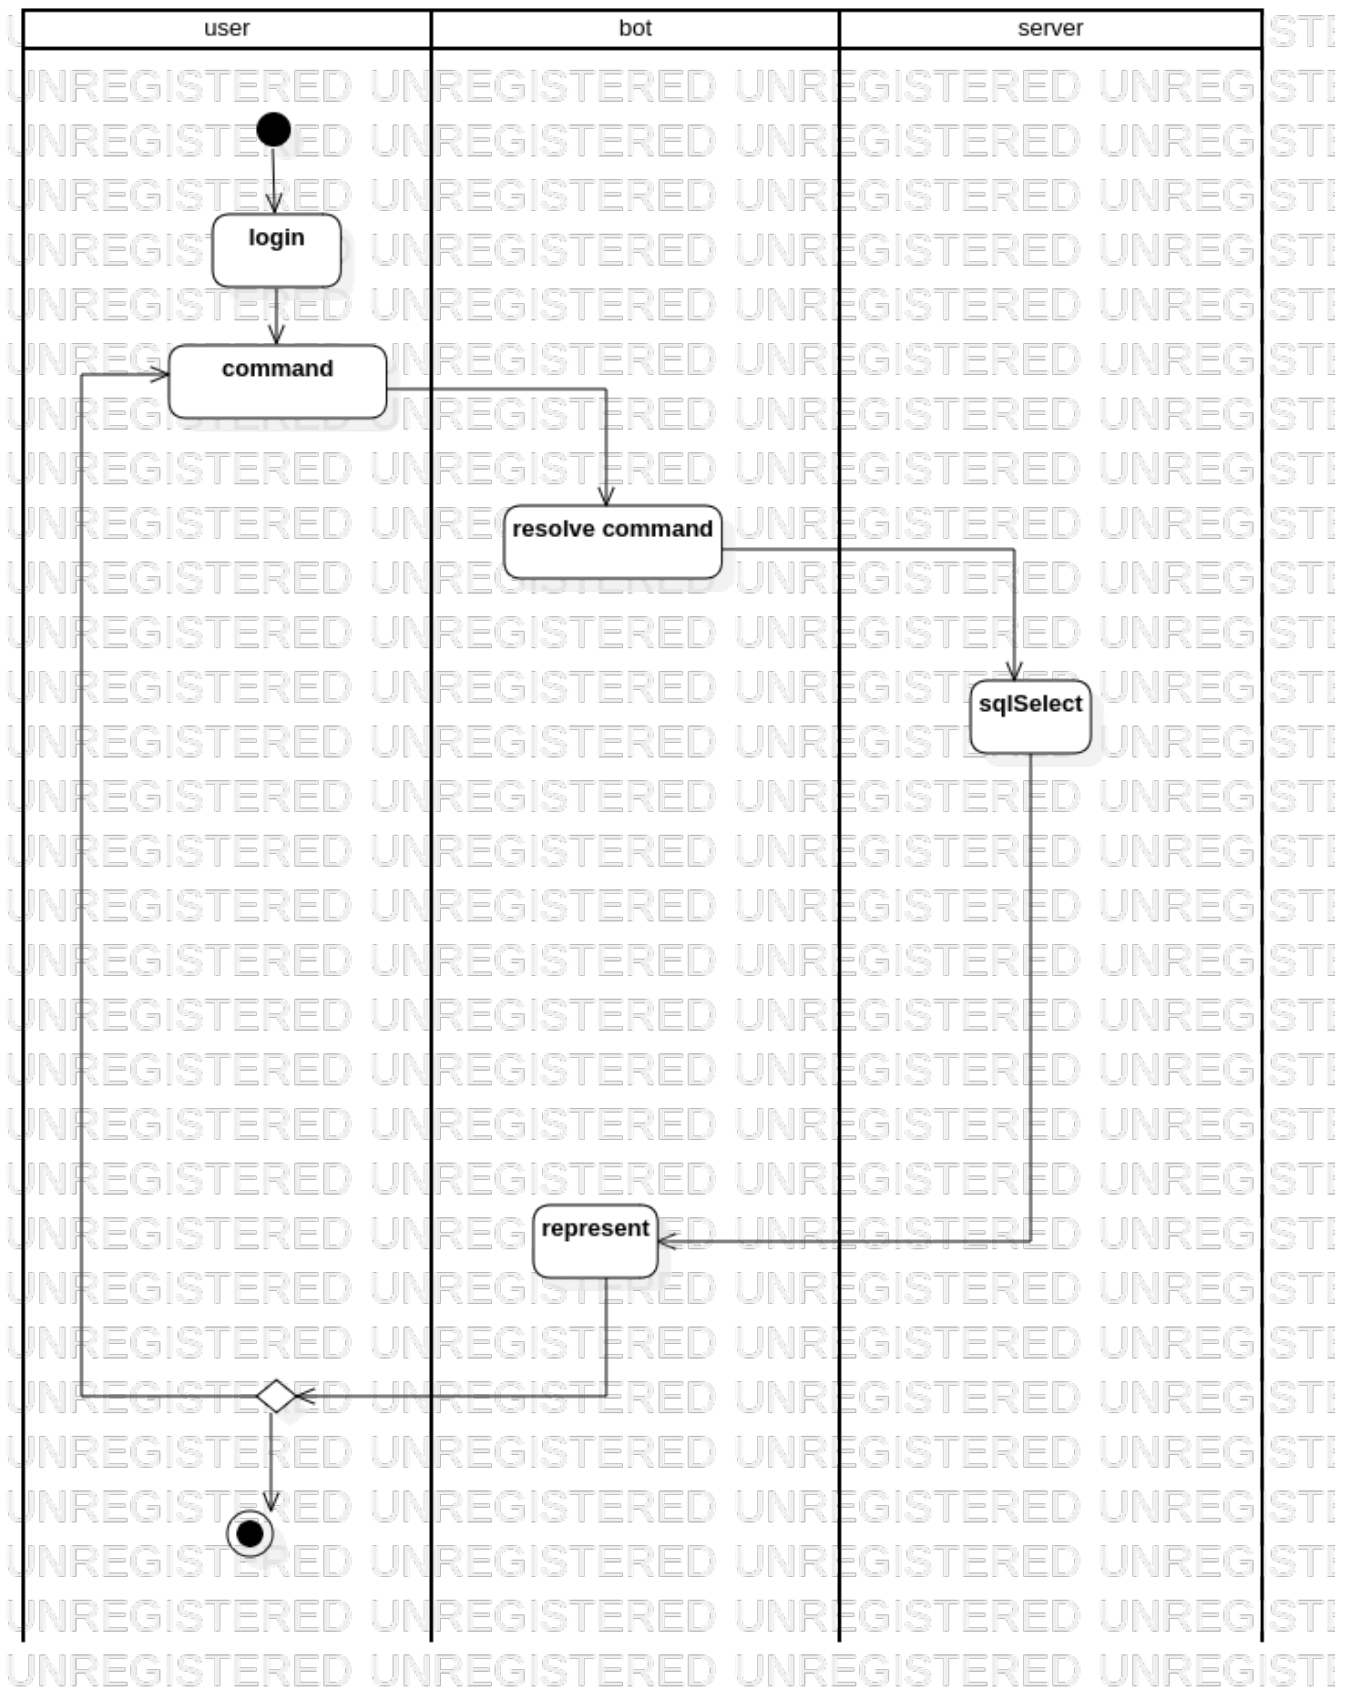 user bot server
login
command
resolve command
sqlSelect
represent
UNREGISTERED UNREGISTERED UNREGISTERED UNREGISTERED